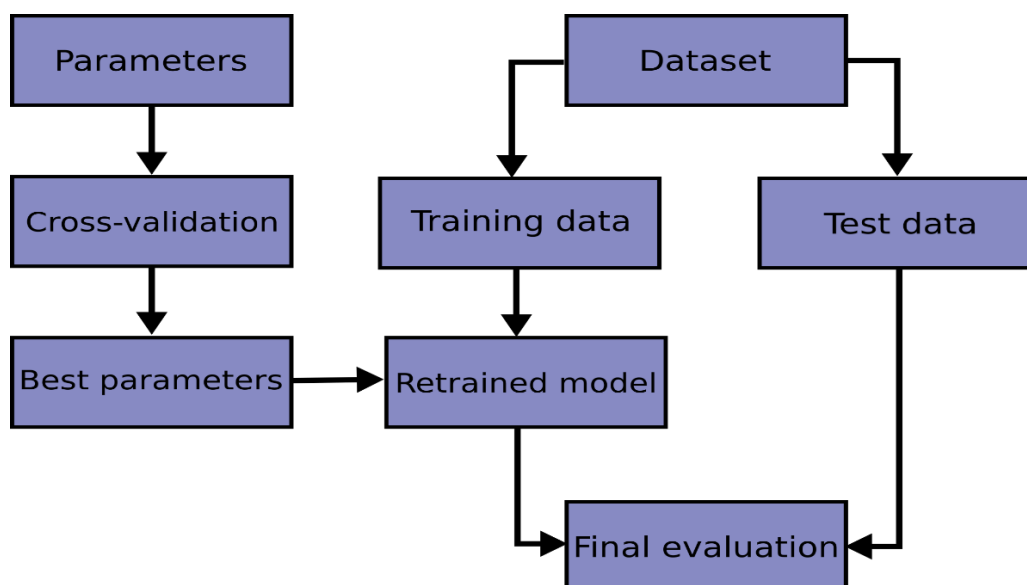 Parameters
Dataset
Cross-validation
Training data
Test data
Best parameters
Retrained model
Final evaluation